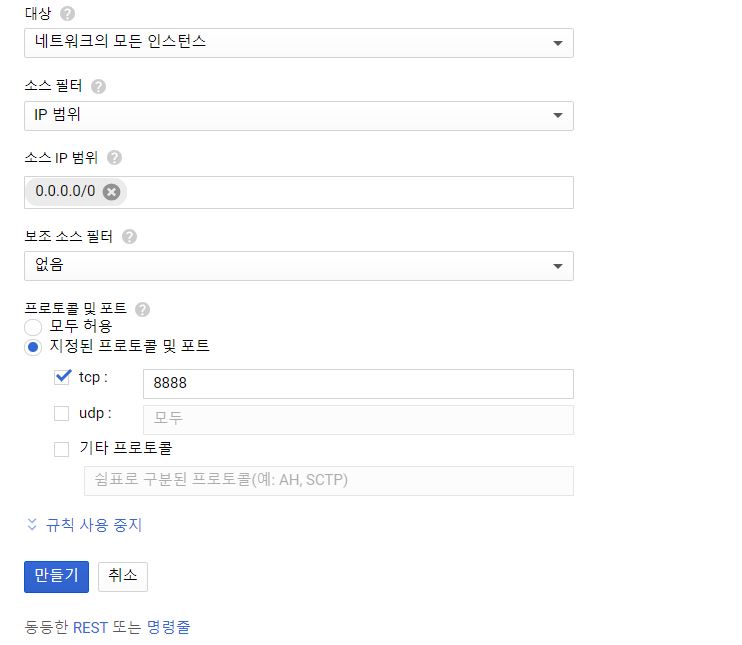 대상
네트워크의 모든 인스턴스
소스 필터
IP 범위
소스 IP 범위
0.0.0.0/0
보조 소스 필터
없음
프로토콜 및 포트
모두 허용
지정된 프로토콜 및 포트
tcp : 8888
udp : 모두
기타 프로토콜
쉼표로 구분된 프로토콜(예: AH, SCTP)
규칙 사용 중지
만들기 취소
동등한 REST 또는 명령줄